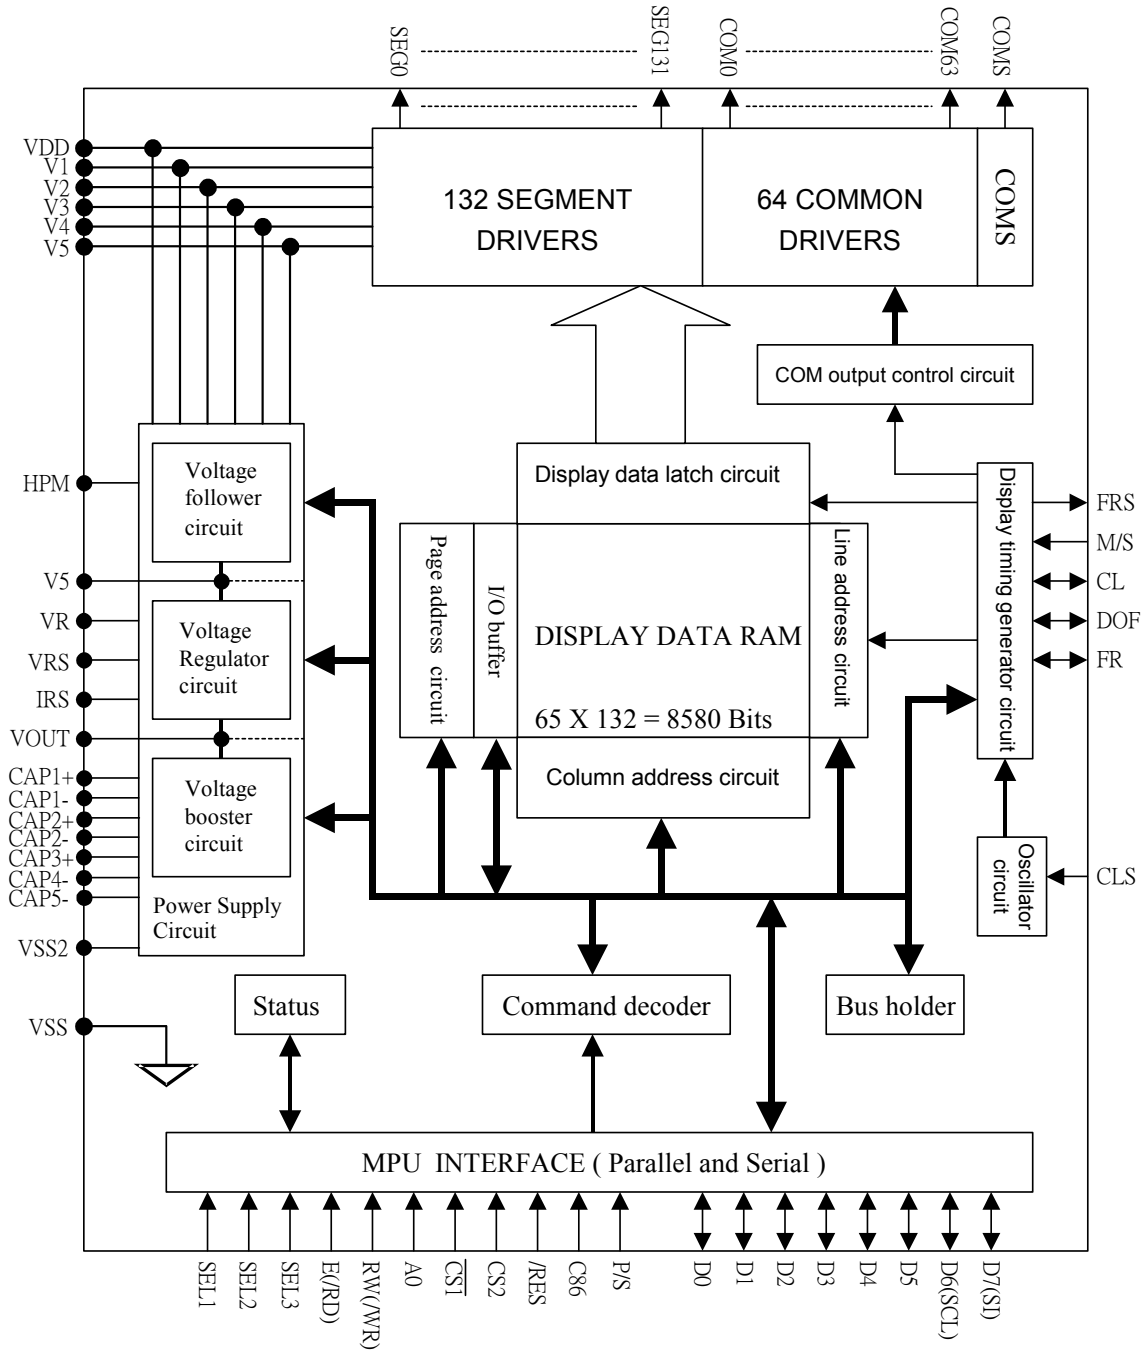 SEG0
SEG131
COM0
COM63
COMS
VDD
V1
V2
V3
V4
V5
132 SEGMENT
DRIVERS
64 COMMON
DRIVERS
COMS
COM output control circuit
HPM
V5
VR
VRS
IRS
VOUT
CAP1+
CAP1-
CAP2+
CAP2-
CAP3+
CAP4-
CAP5-
VSS2
VSS
Voltage
follower
circuit
Voltage
Regulator
circuit
Voltage
booster
circuit
Power Supply
Circuit
Display data latch circuit
Page address circuit
I/O buffer
DISPLAY DATA RAM
65 X 132 = 8580 Bits
Line address circuit
Column address circuit
Display timing generator circuit
FRS
M/S
CL
DOF
FR
Oscillator
circuit
CLS
Status
Command decoder
Bus holder
MPU INTERFACE ( Parallel and Serial )
SEL1
SEL2
SEL3
E(/RD)
RW(/WR)
A0
CS1
CS2
/RES
C86
P/S
D0
D1
D2
D3
D4
D5
D6(SCL)
D7(SI)